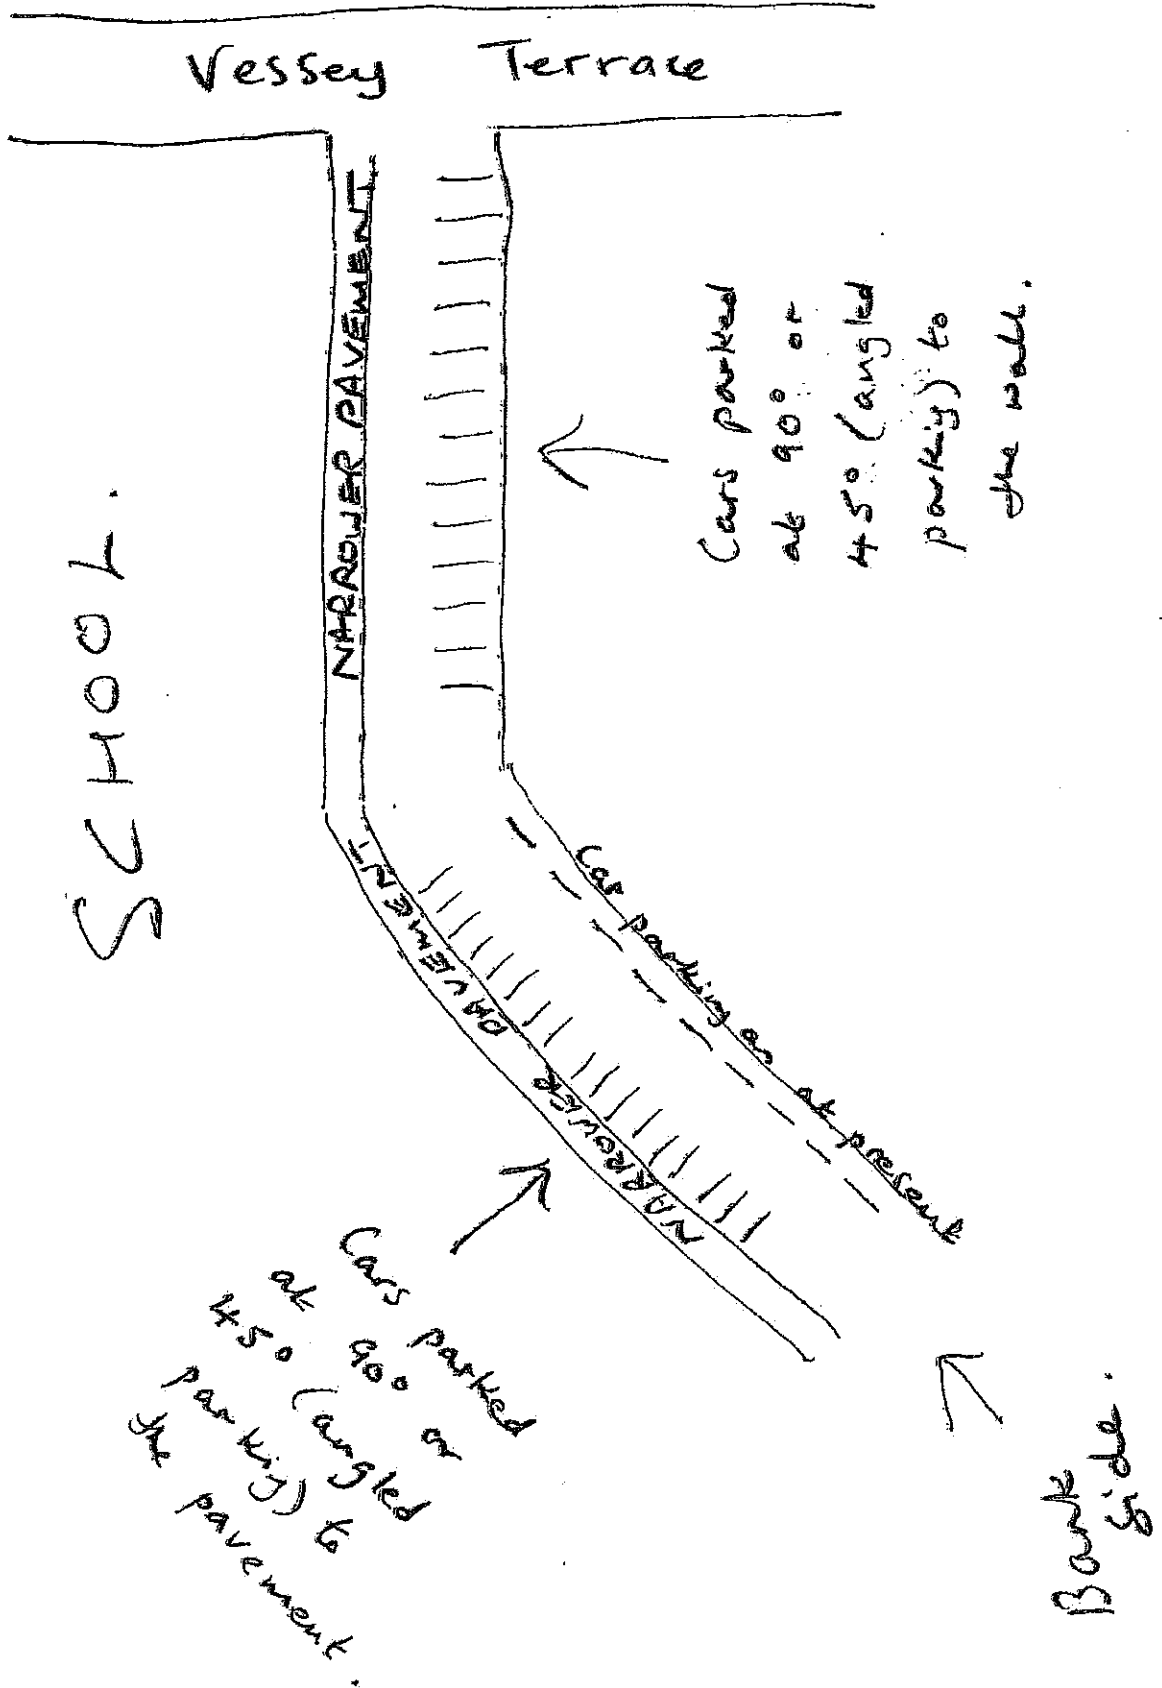 Vessey Terrace
SCHOOL.
NARROWER PAVEMENT
Cars parked
at 90° or
45° (angled
parking) to
the wall.
NARROWER PAVEMENT
Car parking as at present
Cars parked
at 90° or
45° (angled
parking) to
the pavement.
Bank
Side.